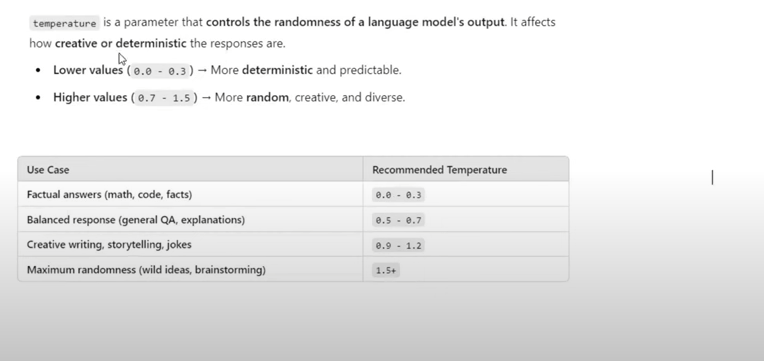 temperature is a parameter that controls the randomness of a language model's output. It affects
how creative or deterministic the responses are.
• Lower values (0.0 - 0.3) → More deterministic and predictable.
• Higher values (0.7 - 1.5) → More random, creative, and diverse.
Use Case Recommended Temperature
Factual answers (math, code, facts) 0.0 - 0.3
Balanced response (general QA, explanations) 0.5 - 0.7
Creative writing, storytelling, jokes 0.9 - 1.2
Maximum randomness (wild ideas, brainstorming) 1.5+